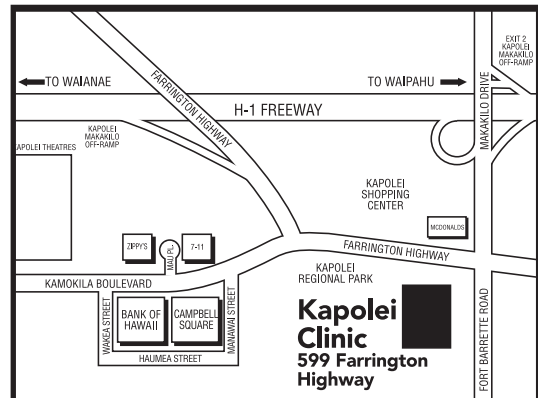 EXIT 2
KAPOLEI
MAKAKILO
OFF-RAMP
TO WAIANAE
FARRINGTON HIGHWAY
TO WAIPAHU
MAKAKILO DRIVE
H-1 FREEWAY
KAPOLEI
MAKAKILO
OFF-RAMP
APOLEI THEATRES
KAPOLEI
SHOPPING
CENTER
MCDONALDS
ZIPPY'S
MAU PL.
7-11
FARRINGTON HIGHWAY
KAPOLEI
REGIONAL PARK
KAMOKILA BOULEVARD
WAKEA STREET
BANK OF
HAWAII
CAMPBELL
SQUARE
MANAWAI STREET
HAUMEA STREET
Kapolei
Clinic
599 Farrington
Highway
FORT BARRETTE ROAD